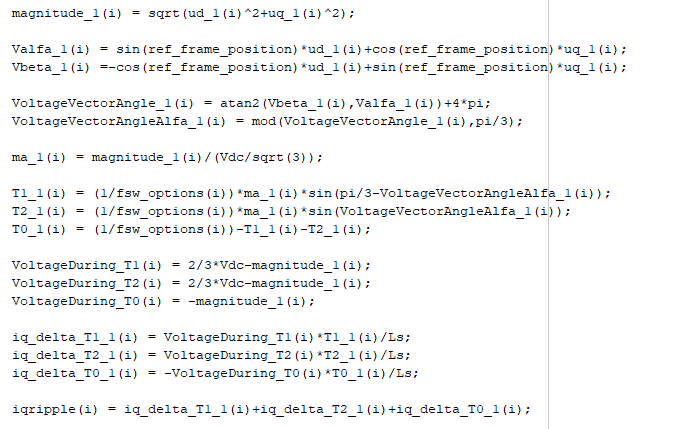 magnitude_1(i) = sqrt(ud_1(i)^2+uq_1(i)^2);
Valfa_1(i) = sin(ref_frame_position)*ud_1(i)+cos(ref_frame_position)*uq_1(i);
Vbeta_1(i) =-cos(ref_frame_position)*ud_1(i)+sin(ref_frame_position)*uq_1(i);
VoltageVectorAngle_1(i) = atan2(Vbeta_1(i),Valfa_1(i))+4*pi;
VoltageVectorAngleAlfa_1(i) = mod(VoltageVectorAngle_1(i),pi/3);
ma_1(i) = magnitude_1(i)/(Vdc/sqrt(3));
T1_1(i) = (1/fsw_options(i))*ma_1(i)*sin(pi/3-VoltageVectorAngleAlfa_1(i));
T2_1(i) = (1/fsw_options(i))*ma_1(i)*sin(VoltageVectorAngleAlfa_1(i));
T0_1(i) = (1/fsw_options(i))-T1_1(i)-T2_1(i);
VoltageDuring_T1(i) = 2/3*Vdc-magnitude_1(i);
VoltageDuring_T2(i) = 2/3*Vdc-magnitude_1(i);
VoltageDuring_T0(i) = -magnitude_1(i);
iq_delta_T1_1(i) = VoltageDuring_T1(i)*T1_1(i)/Ls;
iq_delta_T2_1(i) = VoltageDuring_T2(i)*T2_1(i)/Ls;
iq_delta_T0_1(i) = -VoltageDuring_T0(i)*T0_1(i)/Ls;
iqripple(i) = iq_delta_T1_1(i)+iq_delta_T2_1(i)+iq_delta_T0_1(i);